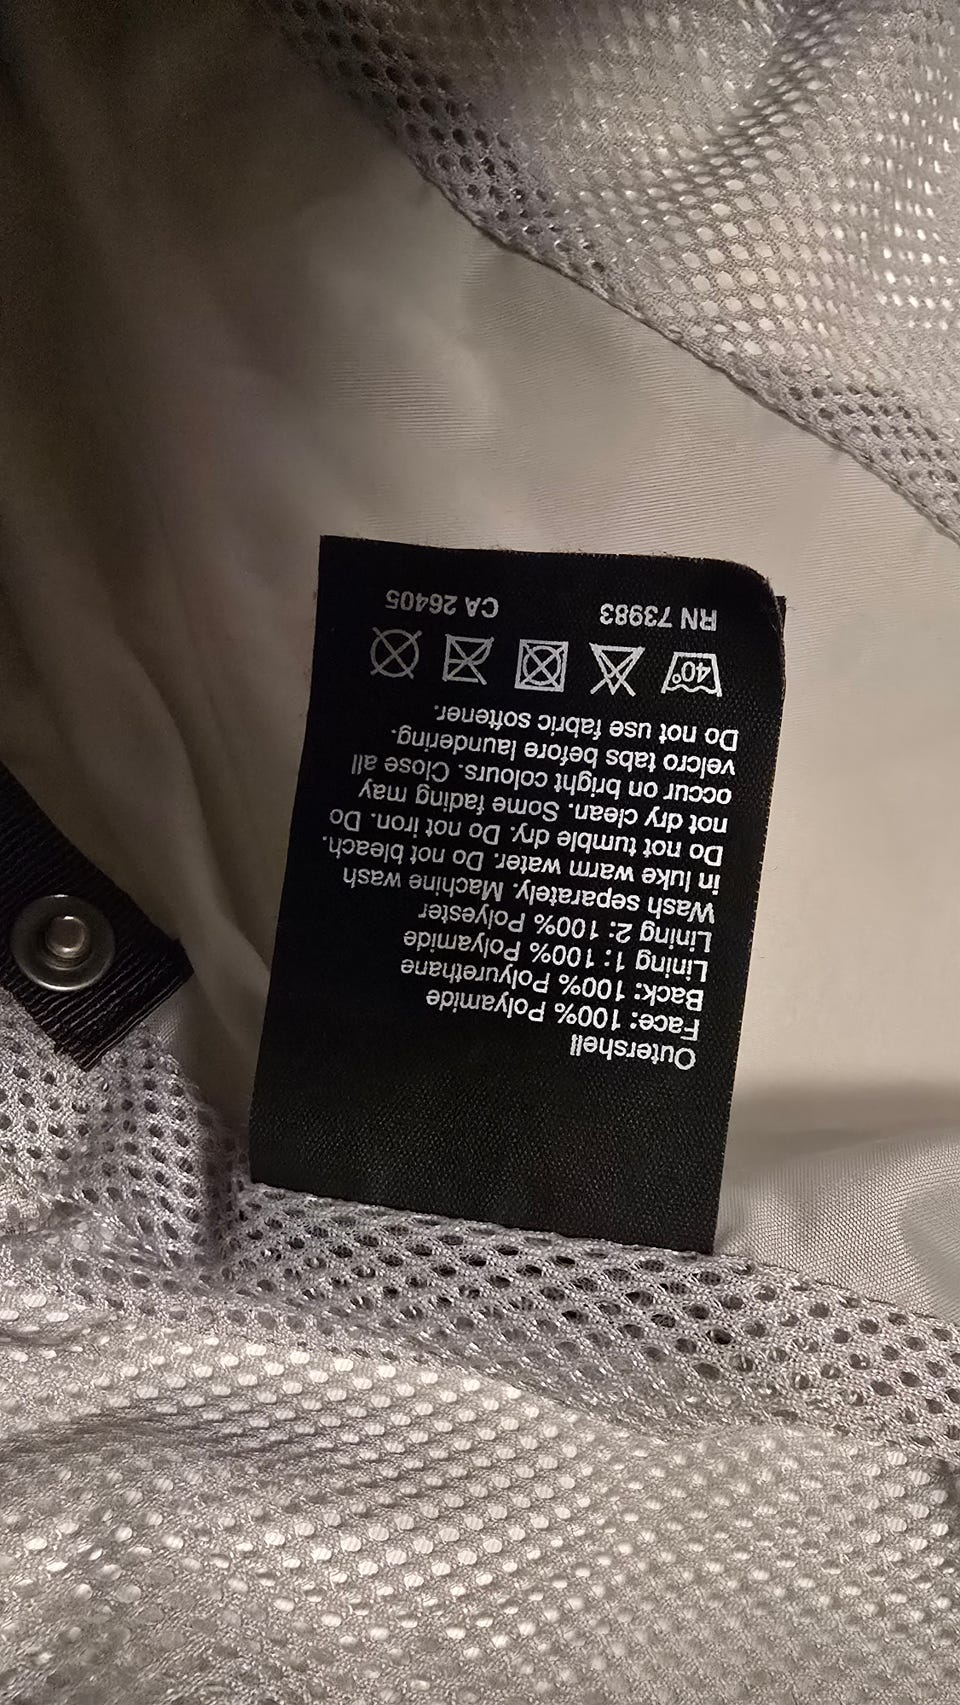 Outershell
Face: 100% Polyamide
Back: 100% Polyurethane
Lining 1: 100% Polyamide
Lining 2: 100% Polyester
Wash separately. Machine wash
in luke warm water. Do not bleach.
Do not tumble dry. Do not iron. Do
not dry clean. Some fading may
occur on bright colours. Close all
velcro tabs before laundering.
Do not use fabric softener.
40°
RN 73983 CA 26405